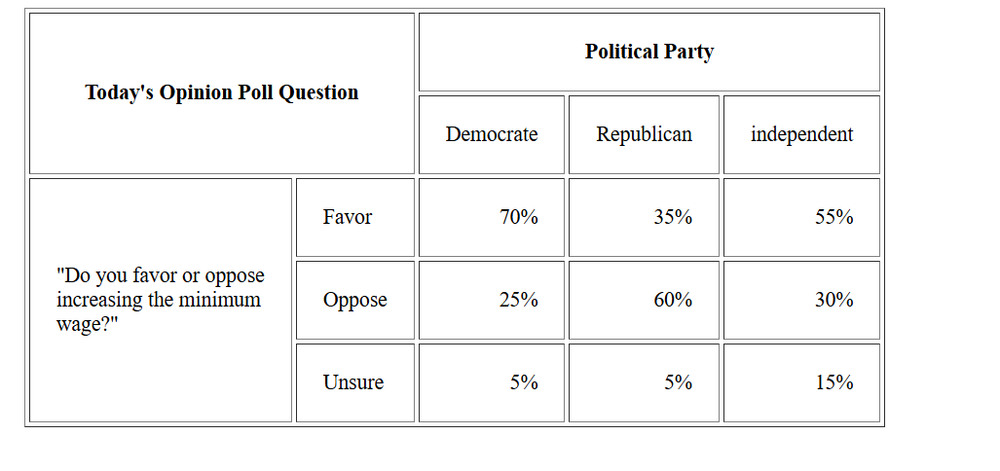 Today's Opinion Poll Question
Political Party
Democrate Republican independent
"Do you favor or oppose
increasing the minimum
wage?"
Favor 70% 35% 55%
Oppose 25% 60% 30%
Unsure 5% 5% 15%